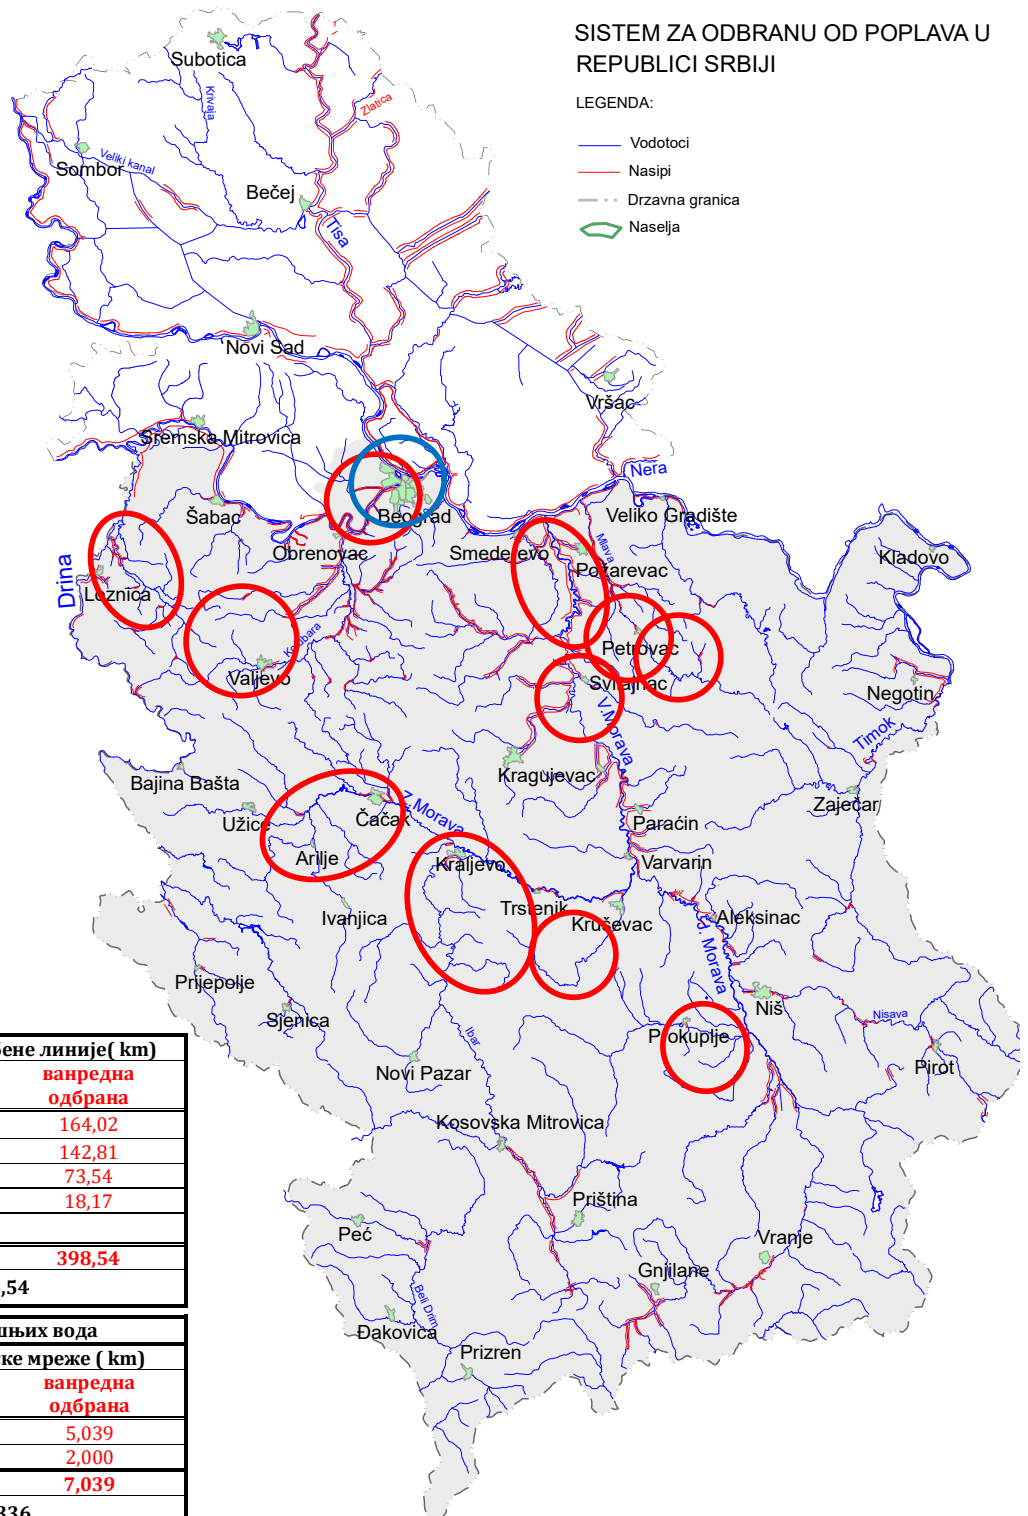 SISTEM ZA ODBRANU OD POPLAVA U
REPUBLICI SRBIJI
LEGENDA:
Vodotoci
Nasipi
Drzavna granica
Naselja
Subotica
Krivaja
Zlatica
Sombor
Veliki kanal
Bečej
Tisa
Novi Sad
Vršac
Sremska Mitrovica
Nera
Šabac
Beograd
Veliko Gradište
Obrenovac
Smederevo
Mlava
Požarevac
Kladovo
Drina
Loznica
Kolubara
Petrovac
Valjevo
Svilajnac
Negotin
V.Morava
Timok
Kragujevac
Bajina Bašta
Zaječar
Užice
Čačak
Z.Morava
Paraćin
Arilje
Kraljevo
Varvarin
Ivanjica
Trstenik
Kruševac
Aleksinac
J. Morava
Prijepolje
Niš
Sjenica
Nisava
Ibar
Prokuplje
Pirot
Novi Pazar
Kosovska Mitrovica
Priština
Peć
Vranje
Gnjilane
Beli Drim
Đakovica
Prizren
бене линије( km)
ванредна
одбрана
164,02
142,81
73,54
18,17
398,54
,54
шњих вода
ске мреже ( km)
ванредна
одбрана
5,039
2,000
7,039
336